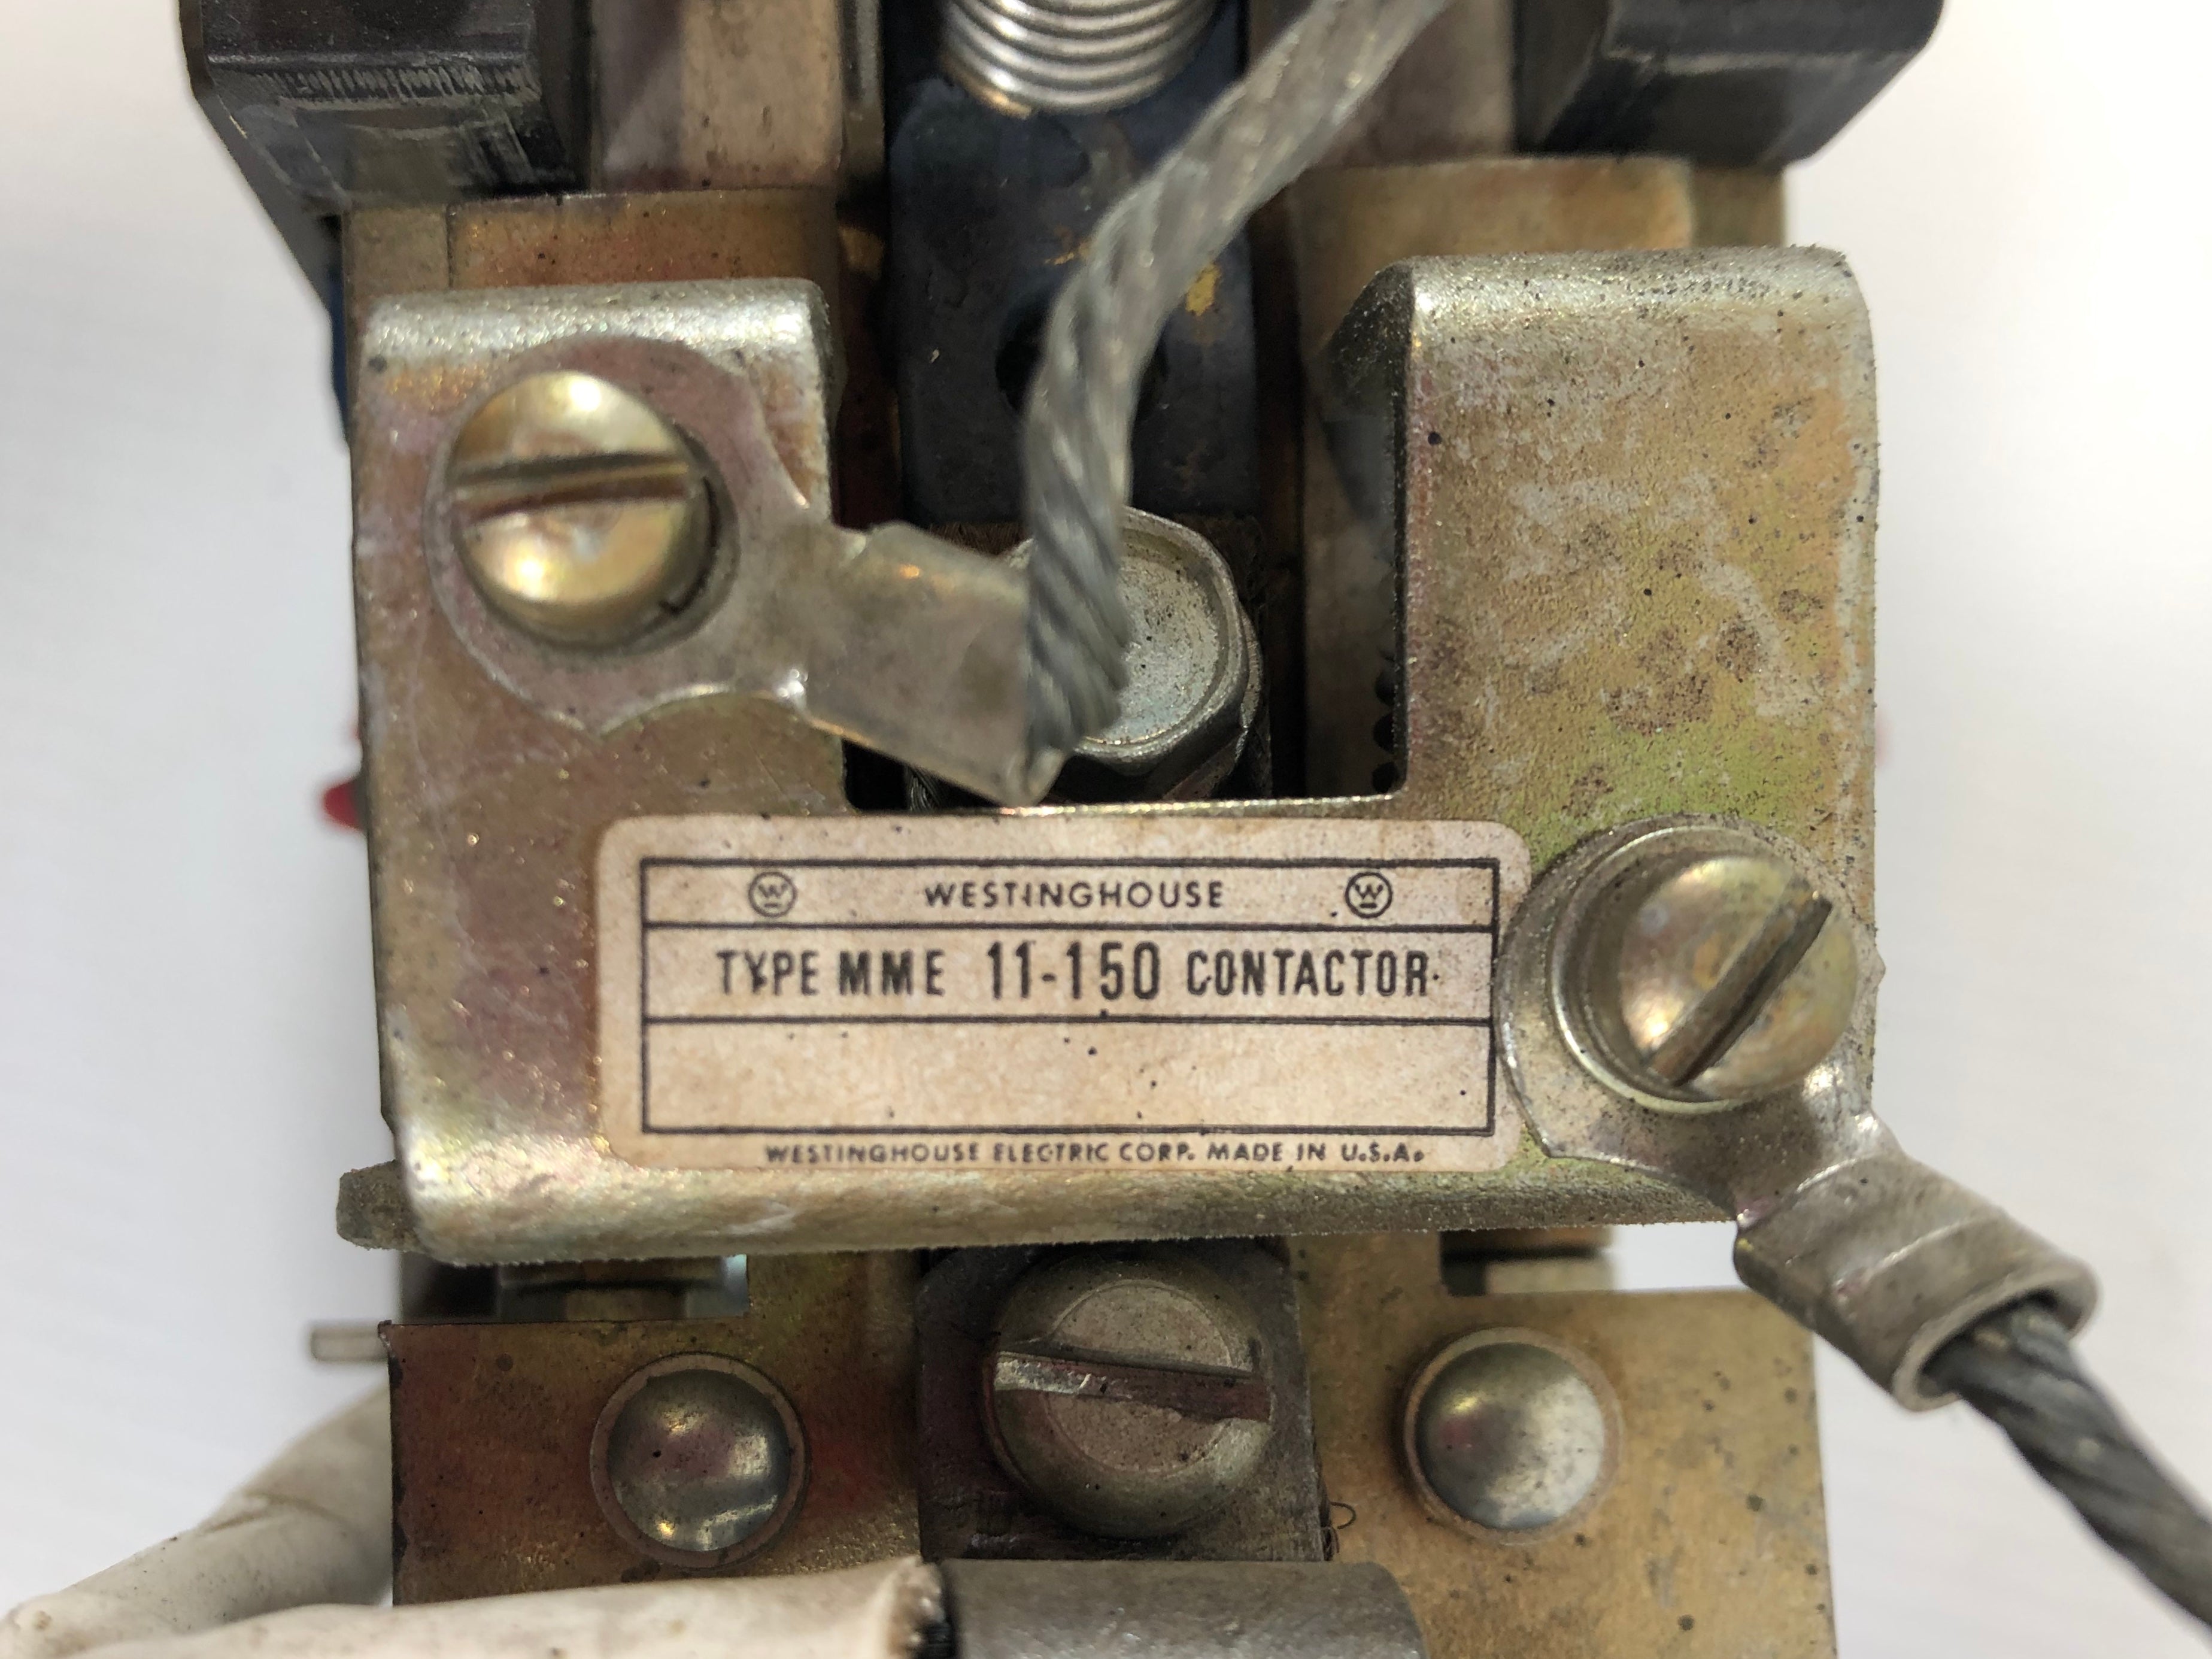 W WESTINGHOUSE W
TYPE MME 11-150 CONTACTOR
WESTINGHOUSE ELECTRIC CORP. MADE IN U.S.A.